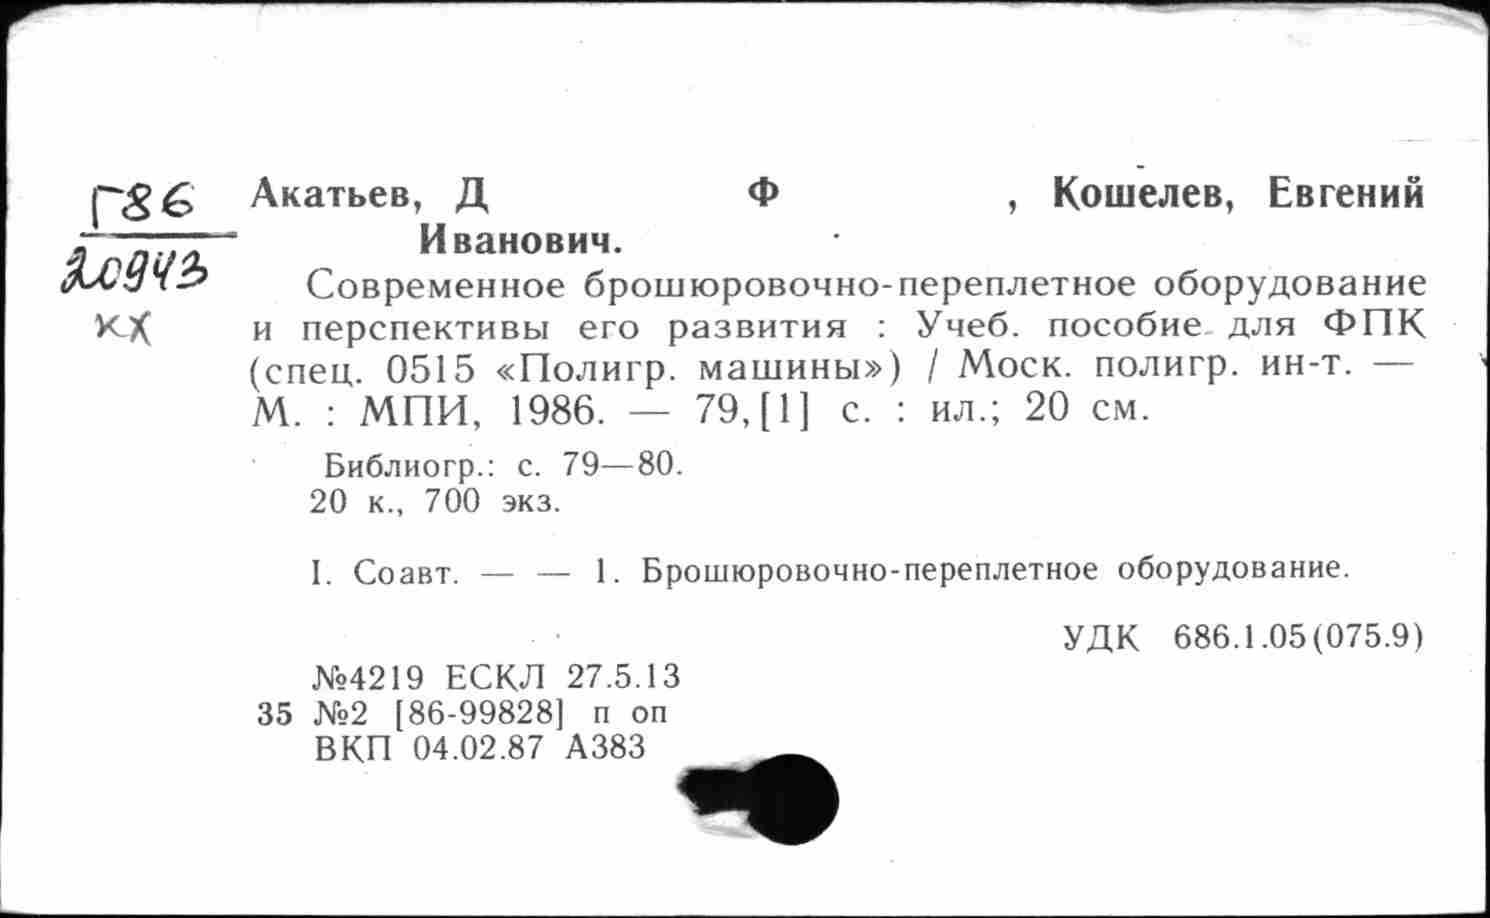 Г86
20943
КХ
Акатьев, Д Ф , Кошелев, Евгений
Иванович.
Современное брошюровочно-переплетное оборудование
и перспективы его развития : Учеб. пособие для ФПК
(спец. 0515 «Полигр. машины») / Моск. полигр. ин-т. —
М. : МПИ, 1986. — 79,[1] с. : ил.; 20 см.
Библиогр.: с. 79—80.
20 к., 700 экз.
I. Соавт. — — 1. Брошюровочно-переплетное оборудование.
УДК 686.1.05(075.9)
№4219 ЕСКЛ 27.5.13
35 №2 [86-99828] п оп
ВКП 04.02.87 А383